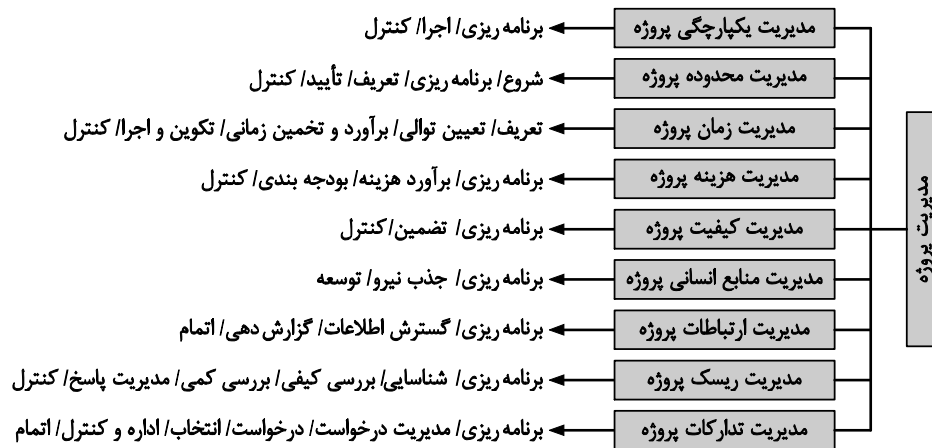 مدیریت پروژه
مدیریت یکپارچگی پروژه
برنامه ریزی/ اجرا/ کنترل
مدیریت محدوده پروژه
شروع/ برنامه ریزی/ تعریف/ تأیید/ کنترل
مدیریت زمان پروژه
تعریف/ تعیین توالی/ برآورد و تخمین زمانی/ تکوین و اجرا/ کنترل
مدیریت هزینه پروژه
برنامه ریزی/ برآورد هزینه/ بودجه بندی/ کنترل
مدیریت کیفیت پروژه
برنامه ریزی/ تضمین/کنترل
مدیریت منابع انسانی پروژه
برنامه ریزی/ جذب نیرو/ توسعه
مدیریت ارتباطات پروژه
برنامه ریزی/ گسترش اطلاعات/ گزارش دهی/ اتمام
مدیریت ریسک پروژه
برنامه ریزی/ شناسایی/ بررسی کیفی/ بررسی کمی/ مدیریت پاسخ/ کنترل
مدیریت تدارکات پروژه
برنامه ریزی/ مدیریت درخواست/ درخواست/ انتخاب/ اداره و کنترل/ اتمام